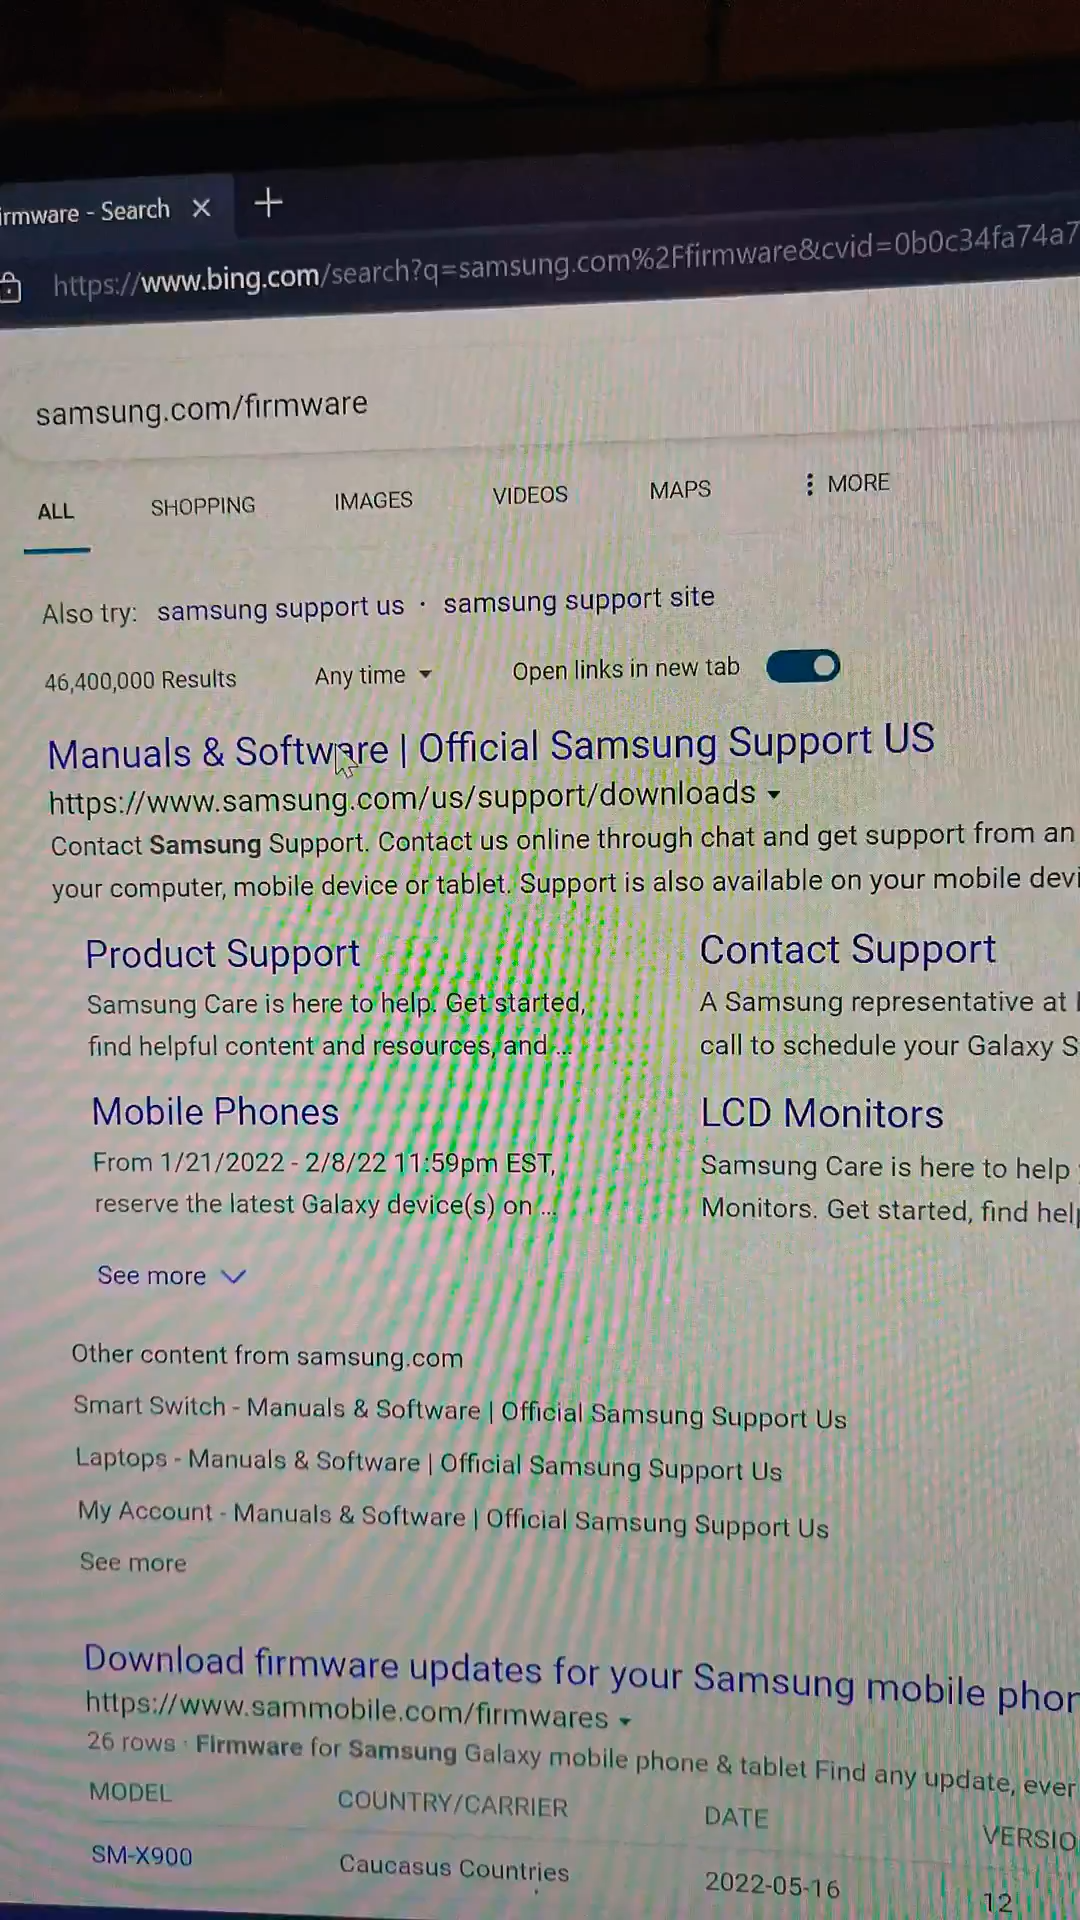 irmware - Search
https://www.bing.com/search?q=samsung.com%2Ffirmware&cvid=0b0c34fa74a7
samsung.com/firmware
ALL SHOPPING IMAGES VIDEOS MAPS MORE
Also try: samsung support us · samsung support site
46,400,000 Results Any time Open links in new tab
Manuals & Software | Official Samsung Support US
https://www.samsung.com/us/support/downloads
Contact Samsung Support. Contact us online through chat and get support from an
your computer, mobile device or tablet. Support is also available on your mobile devi
Product Support
Samsung Care is here to help. Get started,
find helpful content and resources, and ...
Contact Support
A Samsung representative at
call to schedule your Galaxy S
Mobile Phones
From 1/21/2022 - 2/8/22 11:59pm EST,
reserve the latest Galaxy device(s) on ...
LCD Monitors
Samsung Care is here to help
Monitors. Get started, find help
See more
Other content from samsung.com
Smart Switch - Manuals & Software | Official Samsung Support Us
Laptops - Manuals & Software | Official Samsung Support Us
My Account - Manuals & Software | Official Samsung Support Us
See more
Download firmware updates for your Samsung mobile phon
https://www.sammobile.com/firmwares
26 rows · Firmware for Samsung Galaxy mobile phone & tablet Find any update, ever
MODEL COUNTRY/CARRIER DATE VERSIO
SM-X900 Caucasus Countries 2022-05-16 12